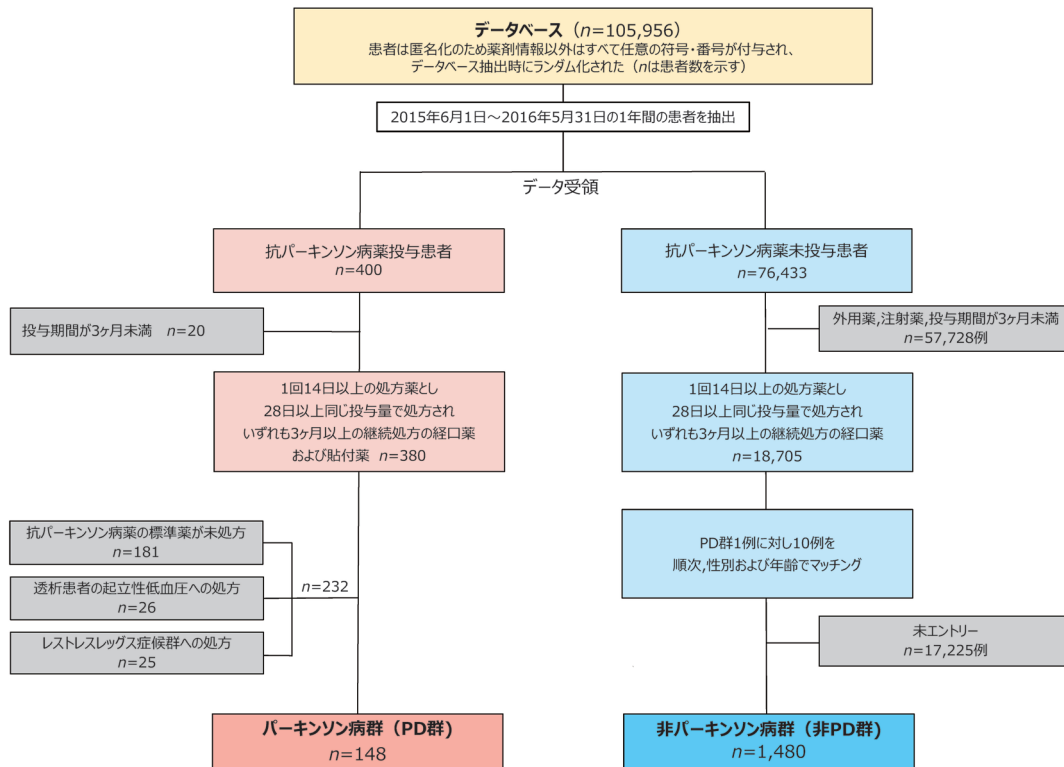 データベース（n=105,956）
患者は匿名化のため薬剤情報以外はすべて任意の符号・番号が付与され、
データベース抽出時にランダム化された（nは患者数を示す）
2015年6月1日～2016年5月31日の1年間の患者を抽出
データ受領
抗パーキンソン病薬投与患者
n=400
抗パーキンソン病薬未投与患者
n=76,433
投与期間が3ヶ月未満 n=20
外用薬,注射薬,投与期間が3ヶ月未満
n=57,728例
1回14日以上の処方薬とし
28日以上同じ投与量で処方され
いずれも3ヶ月以上の継続処方の経口薬
および貼付薬 n=380
1回14日以上の処方薬とし
28日以上同じ投与量で処方され
いずれも3ヶ月以上の継続処方の経口薬
n=18,705
抗パーキンソン病薬の標準薬が未処方
n=181
透析患者の起立性低血圧への処方
n=26
レストレスレッグス症候群への処方
n=25
n=232
PD群1例に対し10例を
順次,性別および年齢でマッチング
未エントリー
n=17,225例
パーキンソン病群（PD群）
n=148
非パーキンソン病群（非PD群）
n=1,480